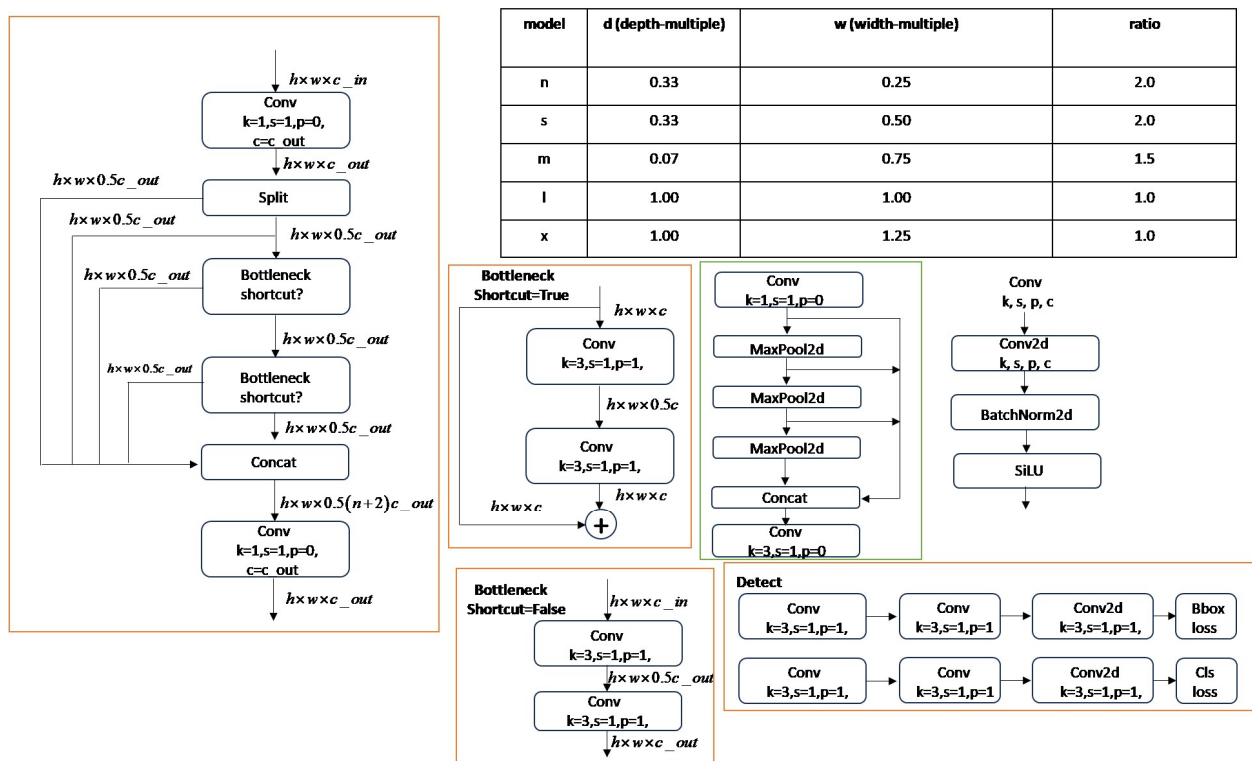 h×w×c_in
Conv
k=1,s=1,p=0,
c=c_out
h×w×c_out
h×w×0.5c_out
Split
h×w×0.5c_out
h×w×0.5c_out
h×w×0.5c_out
Bottleneck
shortcut?
h×w×0.5c_out
h×w×0.5c_out
Bottleneck
shortcut?
h×w×0.5c_out
Concat
h×w×0.5(n+2)c_out
Conv
k=1,s=1,p=0,
c=c_out
h×w×c_out
model d (depth-multiple) w (width-multiple) ratio
n 0.33 0.25 2.0
s 0.33 0.50 2.0
m 0.07 0.75 1.5
l 1.00 1.00 1.0
x 1.00 1.25 1.0
Bottleneck
Shortcut=True
h×w×c
Conv
k=3,s=1,p=1,
h×w×0.5c
Conv
k=3,s=1,p=1,
h×w×c
h×w×c
+
Conv
k=1,s=1,p=0
MaxPool2d
MaxPool2d
MaxPool2d
Concat
Conv
k=3,s=1,p=0
Conv
k, s, p, c
Conv2d
k, s, p, c
BatchNorm2d
SiLU
Bottleneck
Shortcut=False
h×w×c_in
Conv
k=3,s=1,p=1,
h×w×0.5c_out
Conv
k=3,s=1,p=1,
h×w×c_out
Detect
Conv
k=3,s=1,p=1,
Conv
k=3,s=1,p=1
Conv2d
k=3,s=1,p=1,
Bbox
loss
Conv
k=3,s=1,p=1,
Conv
k=3,s=1,p=1
Conv2d
k=3,s=1,p=1,
Cls
loss